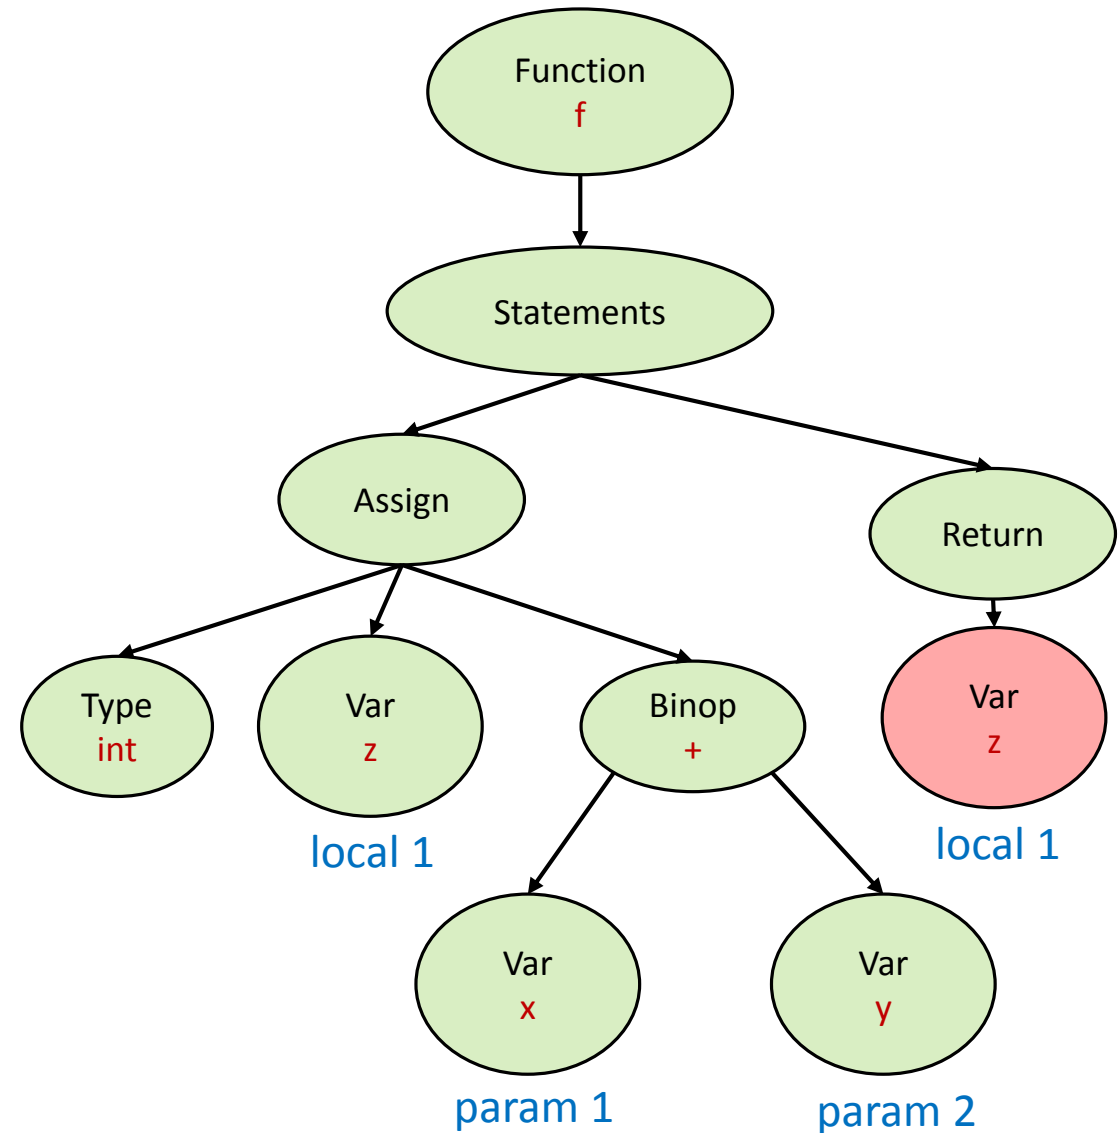 Function
f
Statements
Assign
Return
Type
int
Var
z
Binop
+
Var
z
local 1
local 1
Var
x
Var
y
param 1
param 2